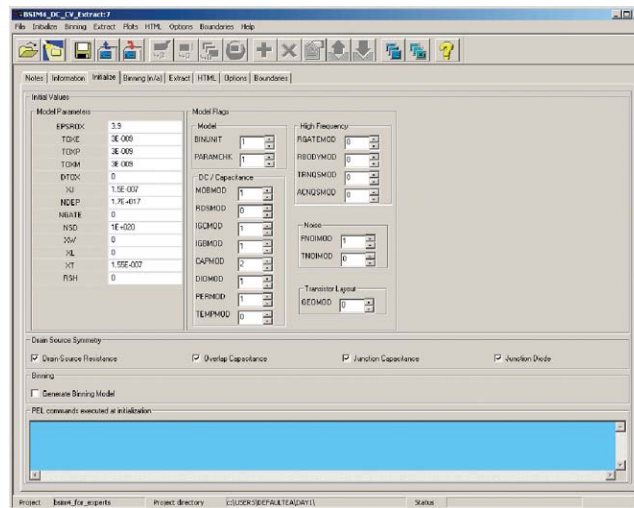 BSIM4_DC_CV_Extract:7
File Initialize Binning Extract Plots HTML Options Boundaries Help
Notes Information Initialize Binning (n/a) Extract HTML Options Boundaries
Initial Values
Model Parameters
EPSROX 3.9
TOXE 3E-009
TOXP 3E-009
TOXM 3E-009
DTOX 0
XJ 1.5E-007
NDEP 1.7E+017
NGATE 0
NSD 1E+020
XW 0
XL 0
XT 1.55E-007
RSH 0
Model Flags
Model
BINUNIT 1
PARAMCHK 1
DC / Capacitance
MOBMOD 1
RDSMOD 0
IGCMOD 1
IGBMOD 1
CAPMOD 2
DIOMOD 1
PERMOD 1
TEMPMOD 0
High Frequency
RGATEMOD 0
RBODYMOD 0
TRNQSMOD 0
ACNQSMOD 0
Noise
FNOIMOD 1
TNOIMOD 0
Transistor Layout
GEOMOD 0
Drain Source Symmetry
Drain-Source Resistance Overlap Capacitance Junction Capacitance Junction Diode
Binning
Generate Binning Model
PEL commands executed at initialization
Project bsim4_for_experts Project directory c:\USERS\DEFAULTEA\DAY1\ Status